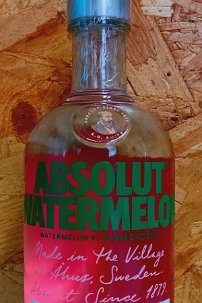 ABSOLUT
WATERMELON
WATERMELON FLAVORED VODKA
Made in the Village
of Åhus, Sweden.
Since 1879